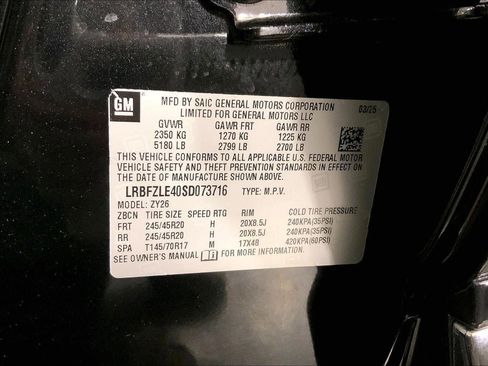 GM
MFD BY SAIC GENERAL MOTORS CORPORATION 03/25
LIMITED FOR GENERAL MOTORS LLC
GVWR GAWR FRT GAWR RR
2350 KG 1270 KG 1225 KG
5180 LB 2799 LB 2700 LB
THIS VEHICLE CONFORMS TO ALL APPLICABLE U.S. FEDERAL MOTOR
VEHICLE SAFETY AND THEFT PREVENTION STANDARDS IN EFFECT ON
THE DATE OF MANUFACTURE SHOWN ABOVE.
LRBFZLE40SD073716 TYPE: M.P.V.
MODEL: ZY26
ZBCN TIRE SIZE SPEED RTG RIM COLD TIRE PRESSURE
FRT 245/45R20 H 20X8.5J 240KPA(35PSI)
RR 245/45R20 H 20X8.5J 240KPA(35PSI)
SPA T145/70R17 M 17X4B 420KPA(60PSI)
SEE OWNER'S MANUAL FOR MORE INFORMATION.